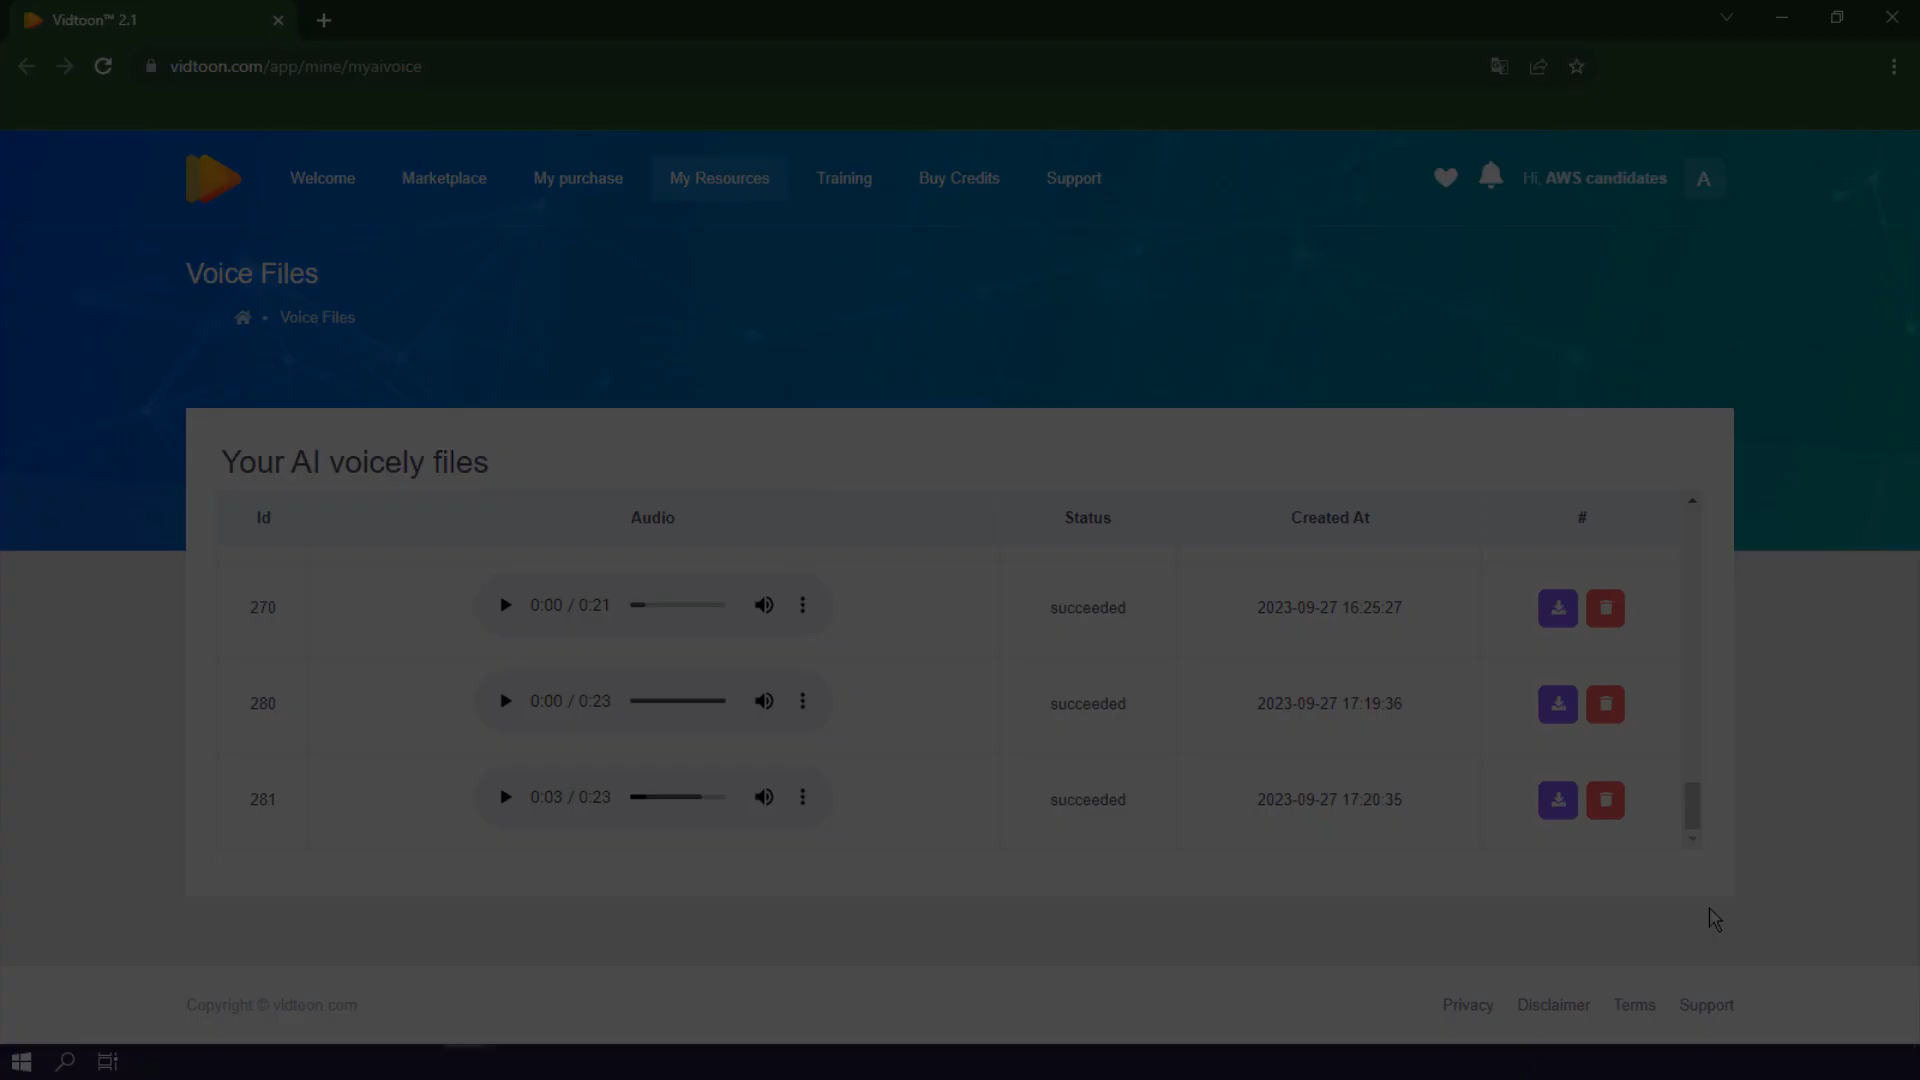 Vidtoon™ 2.1
vidtoon.com/app/mine/myaivoice
Welcome Marketplace My purchase My Resources Training Buy Credits Support Hi, AWS candidates A
Voice Files
Voice Files
Your AI voicely files
Id Audio Status Created At #
270 0:00 / 0:21 succeeded 2023-09-27 16:25:27
280 0:00 / 0:23 succeeded 2023-09-27 17:19:36
281 0:03 / 0:23 succeeded 2023-09-27 17:20:35
Copyright © vidtoon.com Privacy Disclaimer Terms Support